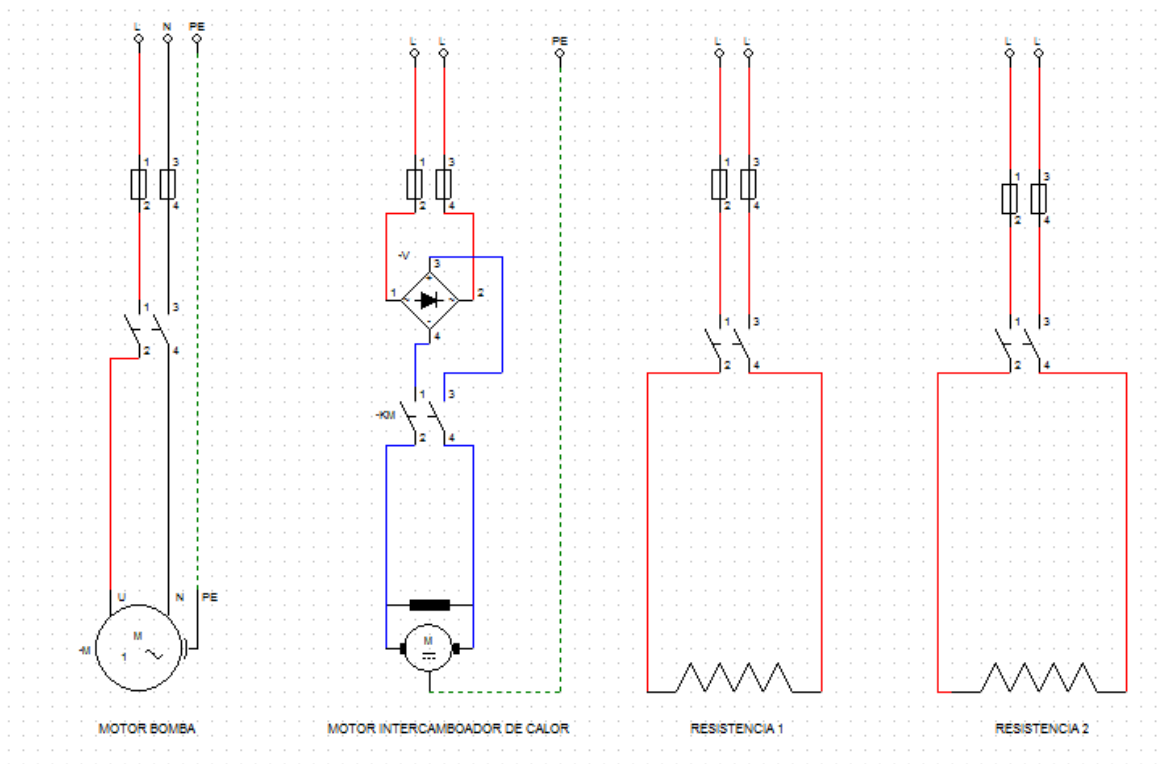 L N PE
L L PE
L L
L L
1 3
2 4
1 3
2 4
1 3
2 4
1 3
2 4
-V
3
1 ~ + ~ 2
-
4
1 3
2 4
1 3
-KM
2 4
1 3
2 4
1 3
2 4
U N PE
-M
M
1 ~
M
MOTOR BOMBA
MOTOR INTERCAMBOADOR DE CALOR
RESISTENCIA 1
RESISTENCIA 2